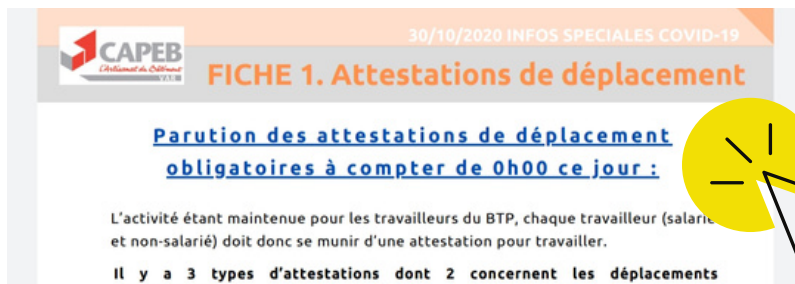 30/10/2020 INFOS SPECIALES COVID-19
CAPEB
L'Artisanat du Bâtiment
VAR
FICHE 1. Attestations de déplacement
Parution des attestations de déplacement
obligatoires à compter de 0h00 ce jour :
L'activité étant maintenue pour les travailleurs du BTP, chaque travailleur (salarié
et non-salarié) doit donc se munir d'une attestation pour travailler.
Il y a 3 types d'attestations dont 2 concernent les déplacements